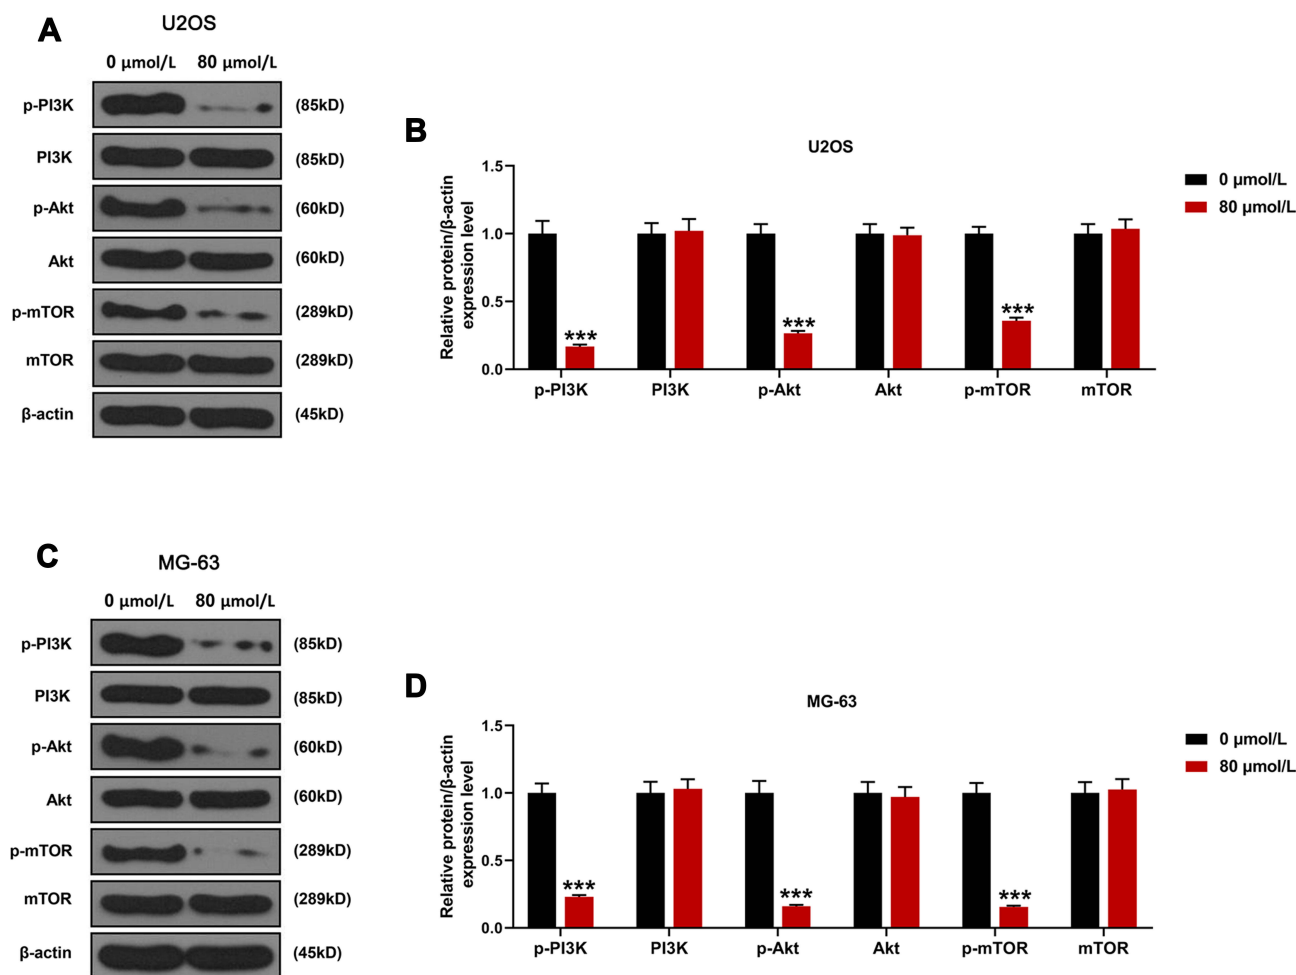 A
U2OS
0 μmol/L 80 μmol/L
p-PI3K (85kD)
PI3K (85kD)
p-Akt (60kD)
Akt (60kD)
p-mTOR (289kD)
mTOR (289kD)
β-actin (45kD)
B
U2OS
Relative protein/β-actin
expression level
1.5
1.0
0.5
0.0
*** *** ***
p-PI3K PI3K p-Akt Akt p-mTOR mTOR
0 μmol/L
80 μmol/L
C
MG-63
0 μmol/L 80 μmol/L
p-PI3K (85kD)
PI3K (85kD)
p-Akt (60kD)
Akt (60kD)
p-mTOR (289kD)
mTOR (289kD)
β-actin (45kD)
D
MG-63
Relative protein/β-actin
expression level
1.5
1.0
0.5
0.0
*** *** ***
p-PI3K PI3K p-Akt Akt p-mTOR mTOR
0 μmol/L
80 μmol/L